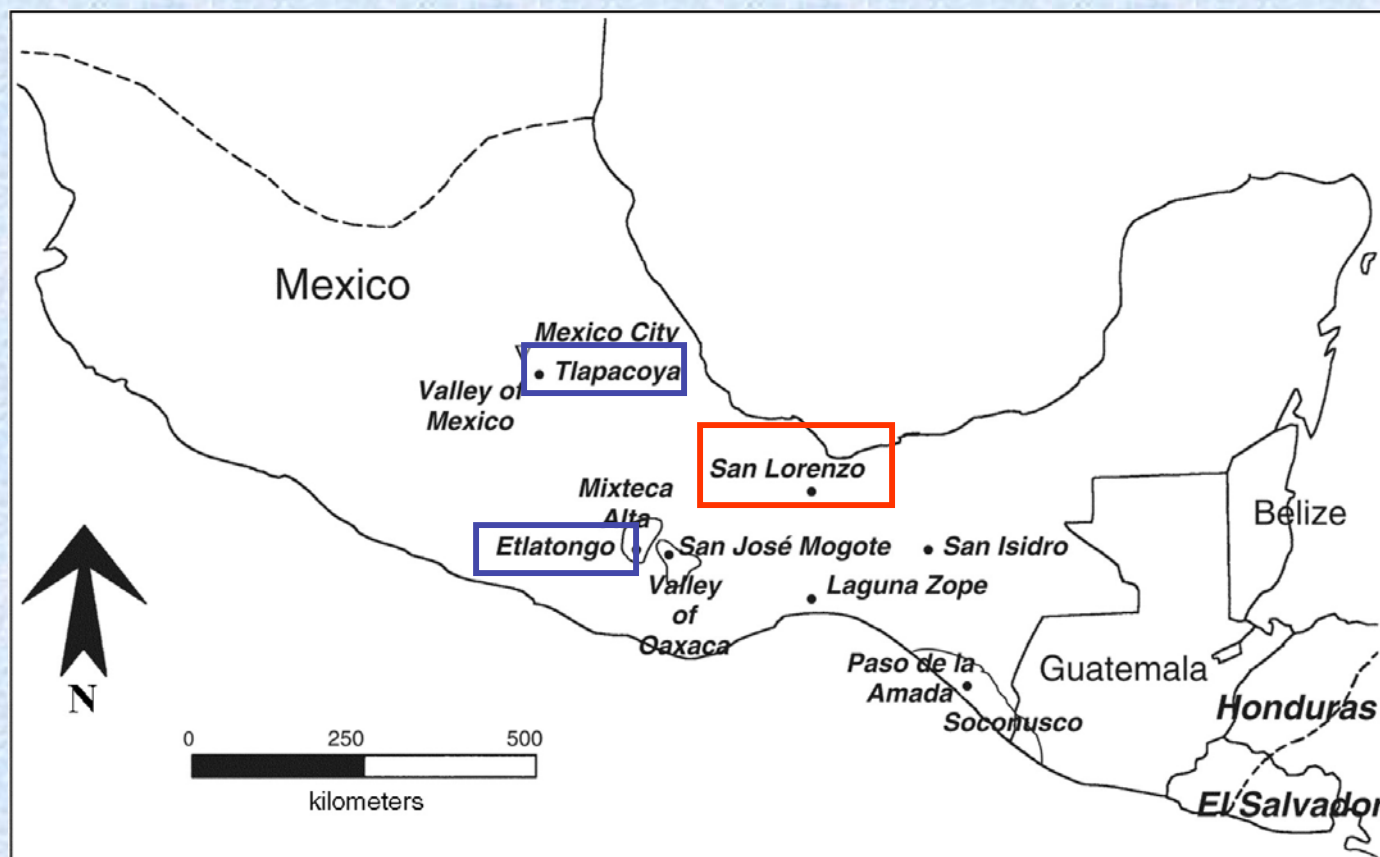 Mexico
Mexico City
Tlapacoya
Valley of
Mexico
San Lorenzo
Mixteca
Alta
Etlatongo
San José Mogote
San Isidro
Belize
Valley
of
Oaxaca
Laguna Zope
Paso de la
Amada
Guatemala
Soconusco
Honduras
El Salvador
N
0 250 500
kilometers